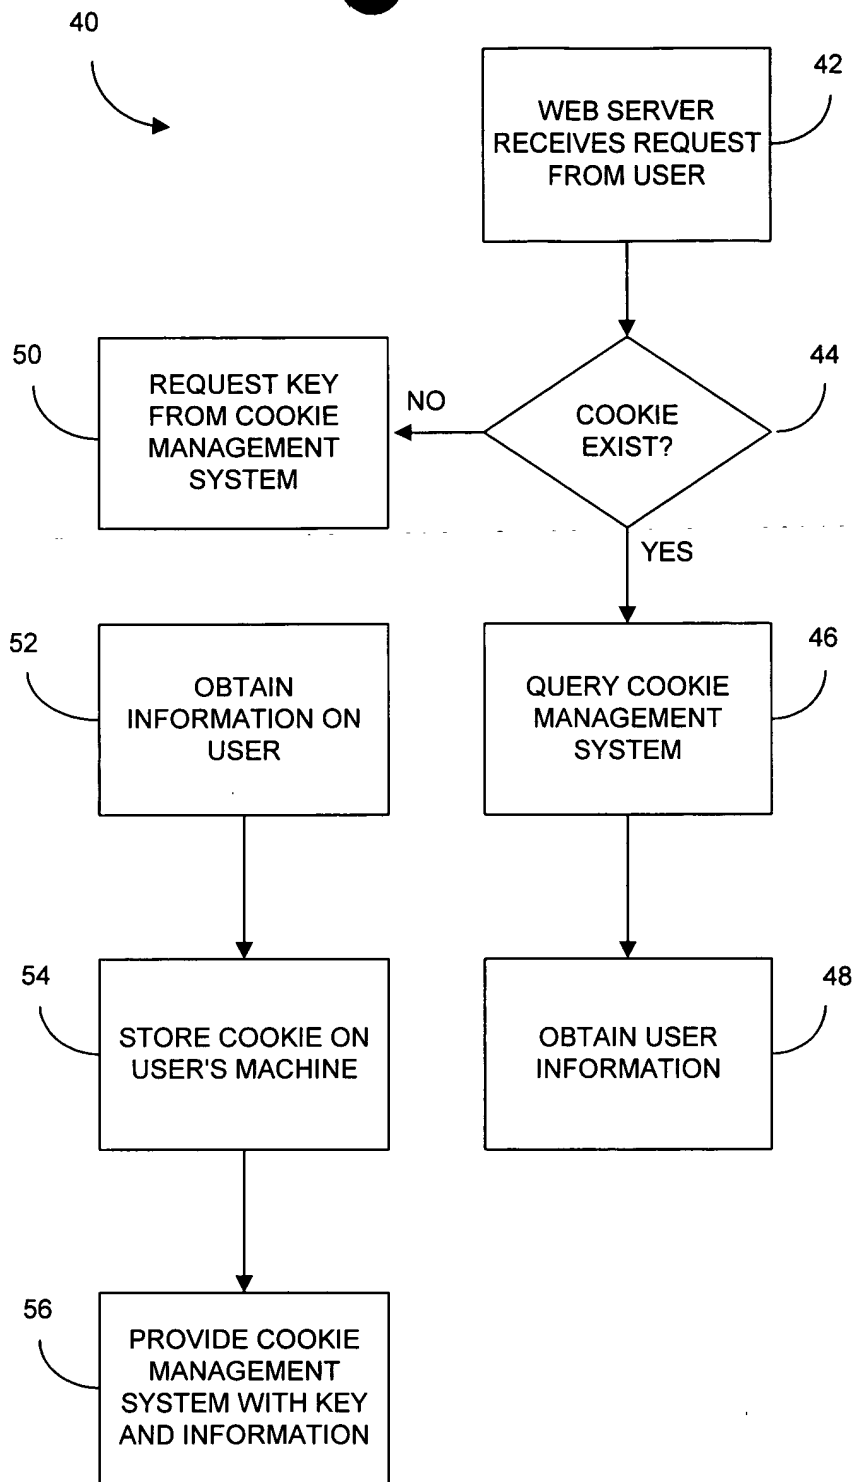 40
42
WEB SERVER
RECEIVES REQUEST
FROM USER
50
REQUEST KEY
FROM COOKIE
MANAGEMENT
SYSTEM
NO
COOKIE
EXIST?
44
YES
52
OBTAIN
INFORMATION ON
USER
QUERY COOKIE
MANAGEMENT
SYSTEM
46
54
STORE COOKIE ON
USER'S MACHINE
OBTAIN USER
INFORMATION
48
56
PROVIDE COOKIE
MANAGEMENT
SYSTEM WITH KEY
AND INFORMATION